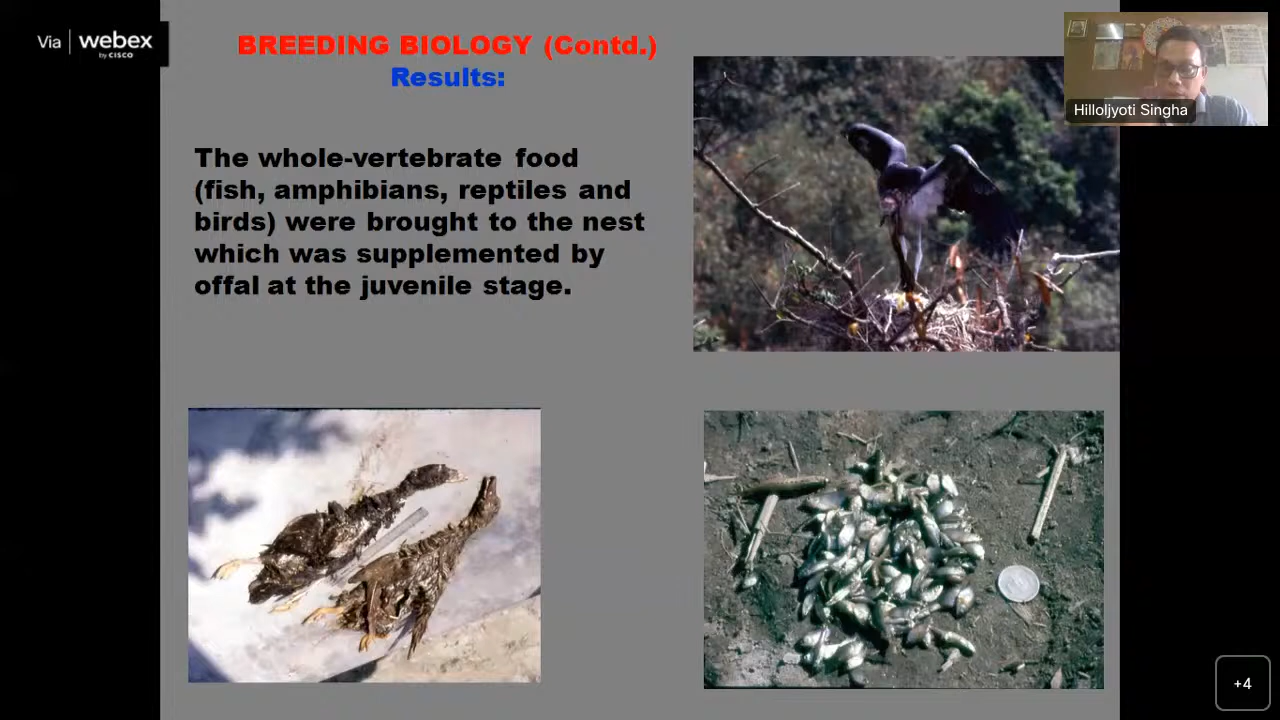 Via webex
by CISCO
BREEDING BIOLOGY (Contd.)
Results:
Hilloljyoti Singha
The whole-vertebrate food
(fish, amphibians, reptiles and
birds) were brought to the nest
which was supplemented by
offal at the juvenile stage.
+4